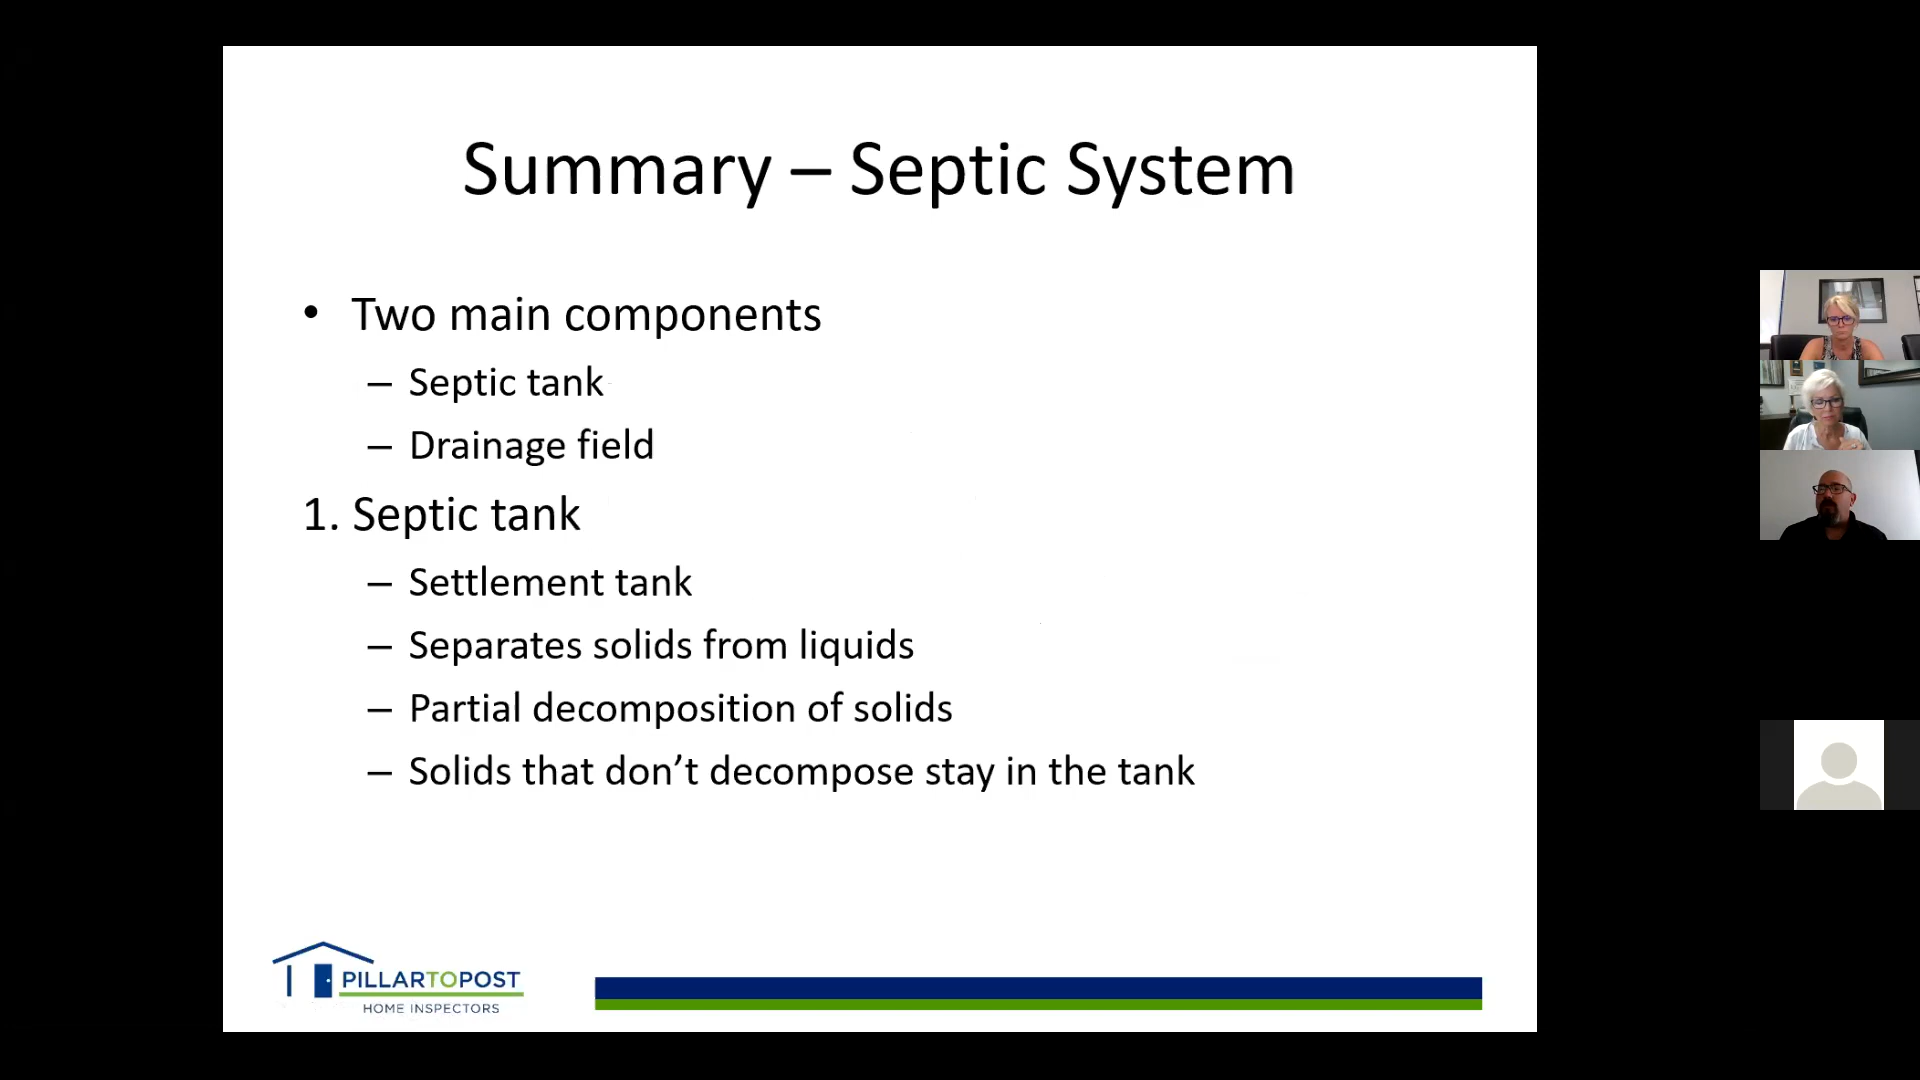 Summary – Septic System
• Two main components
– Septic tank
– Drainage field
1. Septic tank
– Settlement tank
– Separates solids from liquids
– Partial decomposition of solids
– Solids that don’t decompose stay in the tank
PILLARTOPOST
HOME INSPECTORS